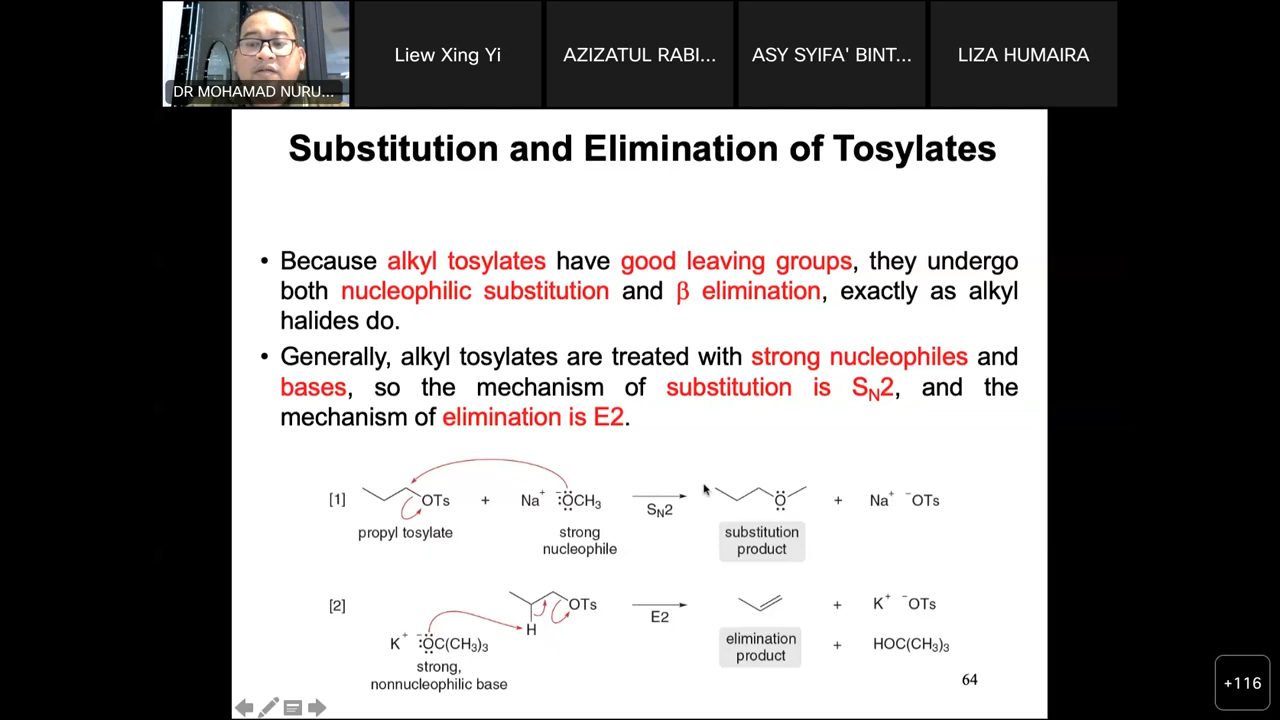 Liew Xing Yi
AZIZATUL RABI...
ASY SYIFA' BINT...
LIZA HUMAIRA
DR MOHAMAD NURU...
Substitution and Elimination of Tosylates
• Because alkyl tosylates have good leaving groups, they undergo
both nucleophilic substitution and β elimination, exactly as alkyl
halides do.
• Generally, alkyl tosylates are treated with strong nucleophiles and
bases, so the mechanism of substitution is SN2, and the
mechanism of elimination is E2.
[1] OTs + Na+ −:ÖCH3 SN2 Ö + Na+ −OTs
propyl tosylate
strong
nucleophile
substitution
product
[2] H OTs E2 + K+ −OTs
K+ −:ÖC(CH3)3
strong,
nonnucleophilic base
elimination
product
+ HOC(CH3)3
64
+116